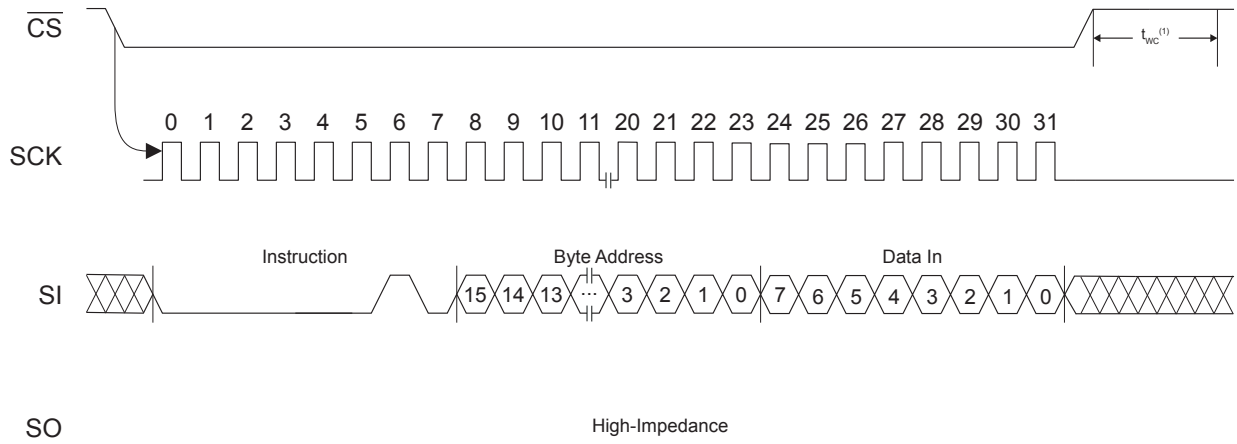 CS
tWC(1)
0 1 2 3 4 5 6 7 8 9 10 11 20 21 22 23 24 25 26 27 28 29 30 31
SCK
Instruction Byte Address Data In
SI 15 14 13 ... 3 2 1 0 7 6 5 4 3 2 1 0
SO High-Impedance